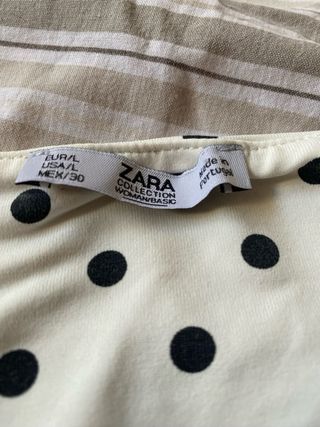 EUR/L
USA/L
MEX/30
ZARA
COLLECTION
WOMAN/BASIC
Made in
Portugal